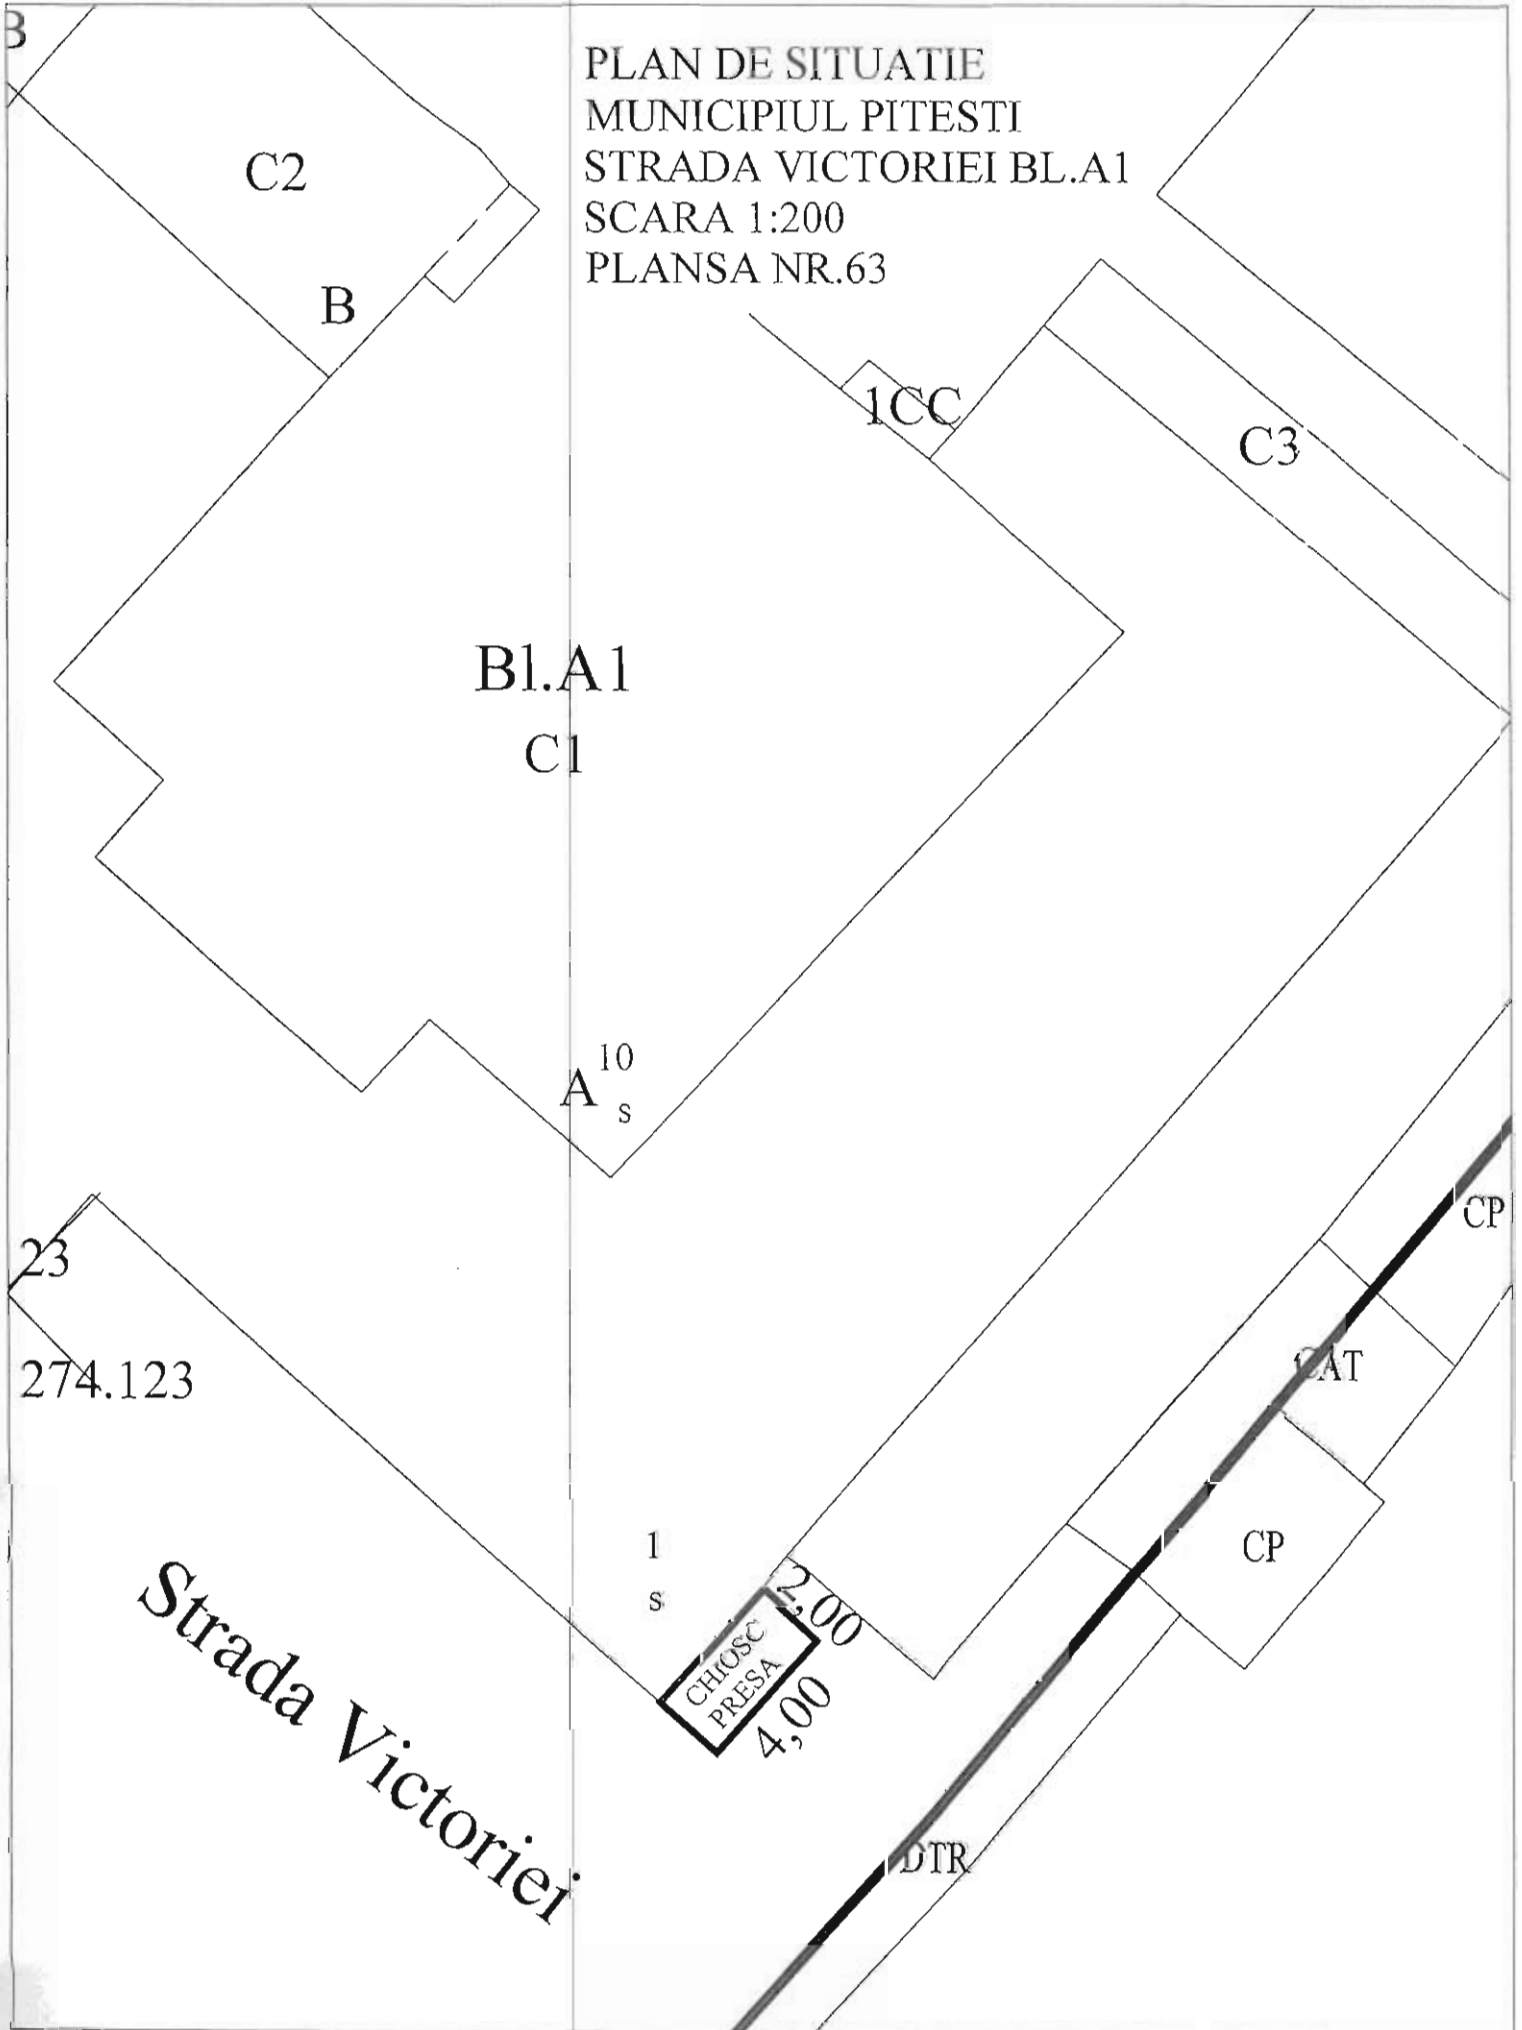 B
PLAN DE SITUATIE
MUNICIPIUL PITESTI
STRADA VICTORIEI BL.A1
SCARA 1:200
PLANSA NR.63
C2
B
1CC
C3
Bl.A1
C1
10
A
s
CP
23
CAT
274.123
CP
1
s
2,00
CHIOSC
PRESA
4,00
Strada Victoriei
DTR